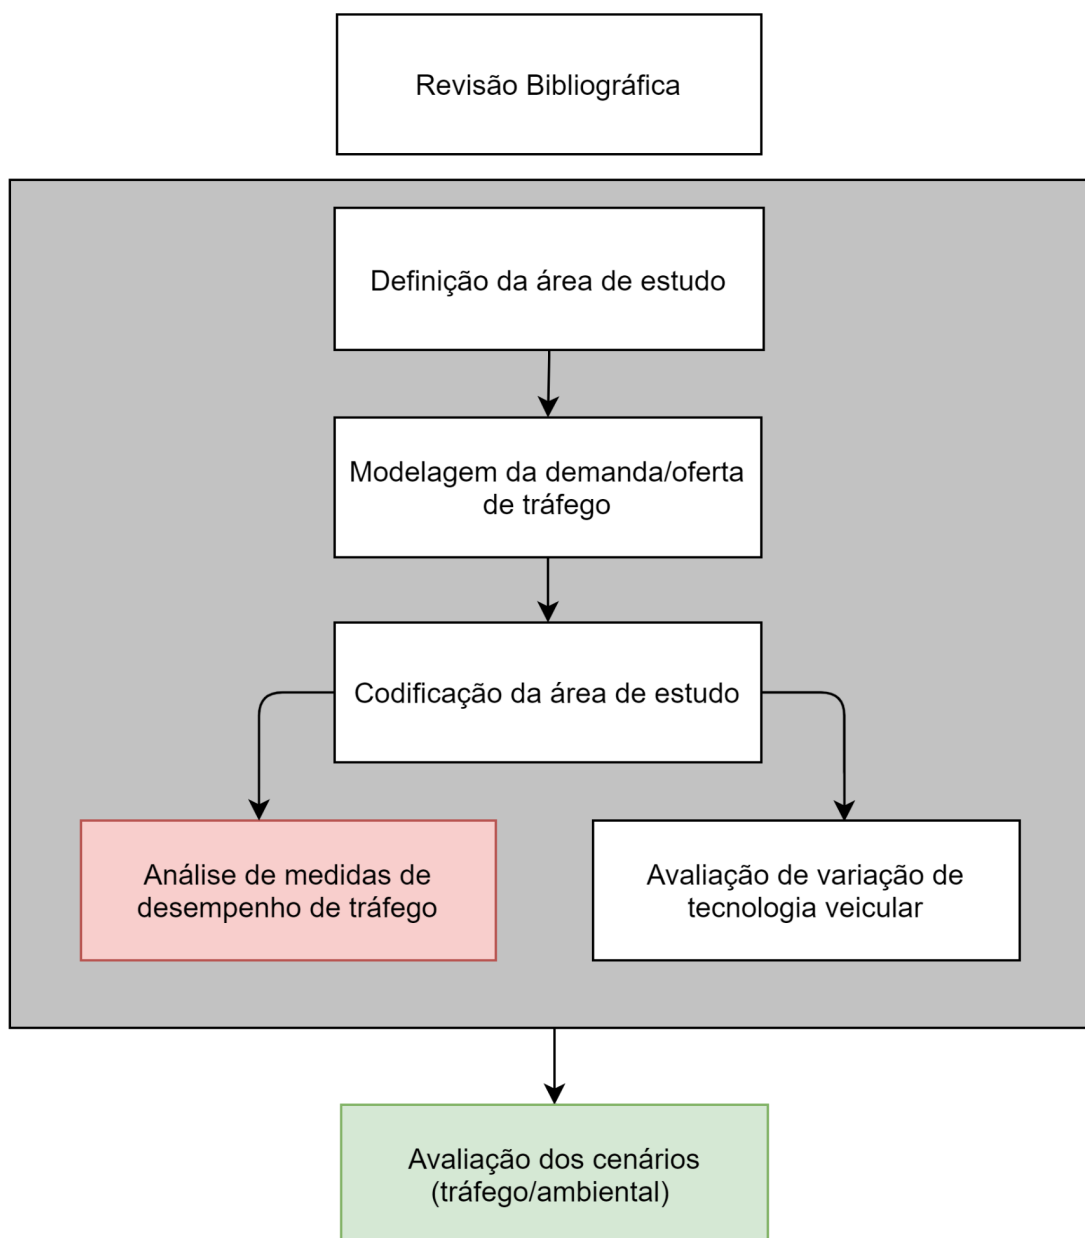 Revisão Bibliográfica
Definição da área de estudo
Modelagem da demanda/oferta
de tráfego
Codificação da área de estudo
Análise de medidas de
desempenho de tráfego
Avaliação de variação de
tecnologia veicular
Avaliação dos cenários
(tráfego/ambiental)